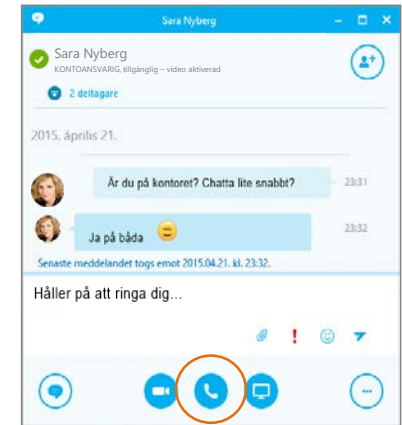 Sara Nyberg
Sara Nyberg
KONTOANSVARIG, tillgänglig – video aktiverad
2 deltagare
2015. április 21.
Är du på kontoret? Chatta lite snabbt? 23:31
Ja på båda 23:32
Senaste meddelandet togs emot 2015.04.21. kl. 23:32.
Håller på att ringa dig...